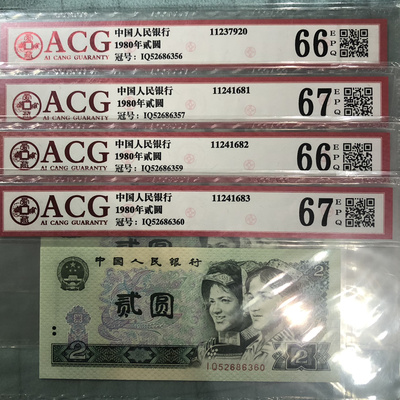 ACG
AI CANG GUARANTY
中国人民银行
1980年贰圆
冠号：IQ52686356
11237920
66
EPQ
ACG
AI CANG GUARANTY
中国人民银行
1980年贰圆
冠号：IQ52686357
11241681
67
EPQ
ACG
AI CANG GUARANTY
中国人民银行
1980年贰圆
冠号：IQ52686359
11241682
66
EPQ
ACG
AI CANG GUARANTY
中国人民银行
1980年贰圆
冠号：IQ52686360
11241683
67
EPQ
中国人民银行
2
贰圆
2
IQ52686360
2